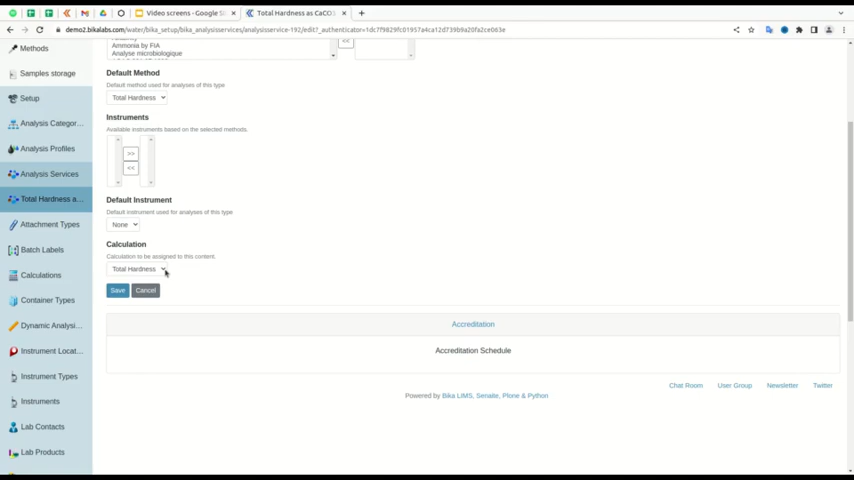 Video screens - Google Sl
Total Hardness as CaCO
demo2.bikalabs.com/water/bika_setup/bika_analysisservices/analysisservice-192/edit?_authenticator=1dc7f9829fc01957a4ca12d739b9a20fa2ce063e
Methods
Samples storage
Setup
Analysis Categor...
Analysis Profiles
Analysis Services
Total Hardness a...
Attachment Types
Batch Labels
Calculations
Container Types
Dynamic Analysi...
Instrument Locat...
Instrument Types
Instruments
Lab Contacts
Lab Products
Ammonia by FIA
Analyse microbiologique
<<
Default Method
Default method used for analyses of this type
Total Hardness
Instruments
Available instruments based on the selected methods.
>>
<<
Default Instrument
Default instrument used for analyses of this type
None
Calculation
Calculation to be assigned to this content.
Total Hardness
Save Cancel
Accreditation
Accreditation Schedule
Chat Room User Group Newsletter Twitter
Powered by Bika LIMS, Senaite, Plone & Python